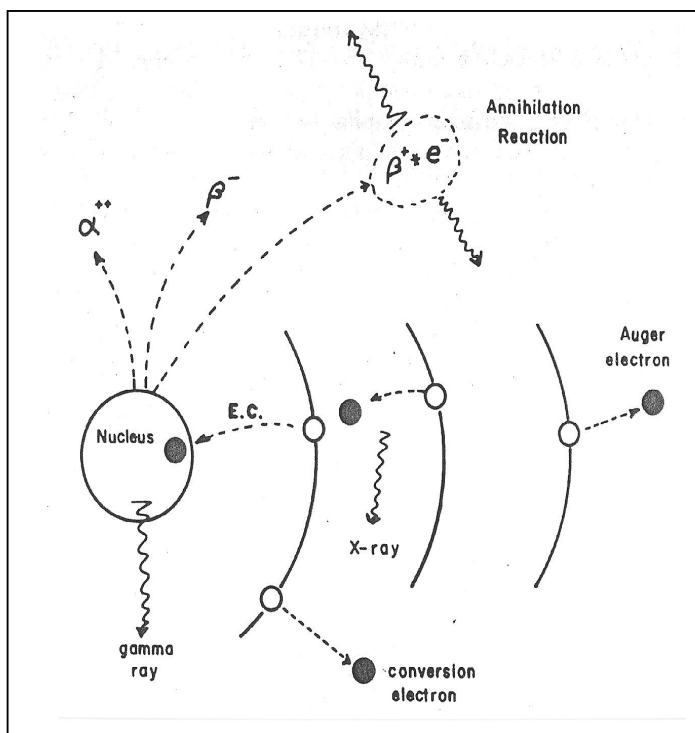 Annihilation
Reaction
β⁺ * e⁻
β⁻
α⁺⁺
Auger
electron
E.C.
Nucleus
X-ray
gamma
ray
conversion
electron